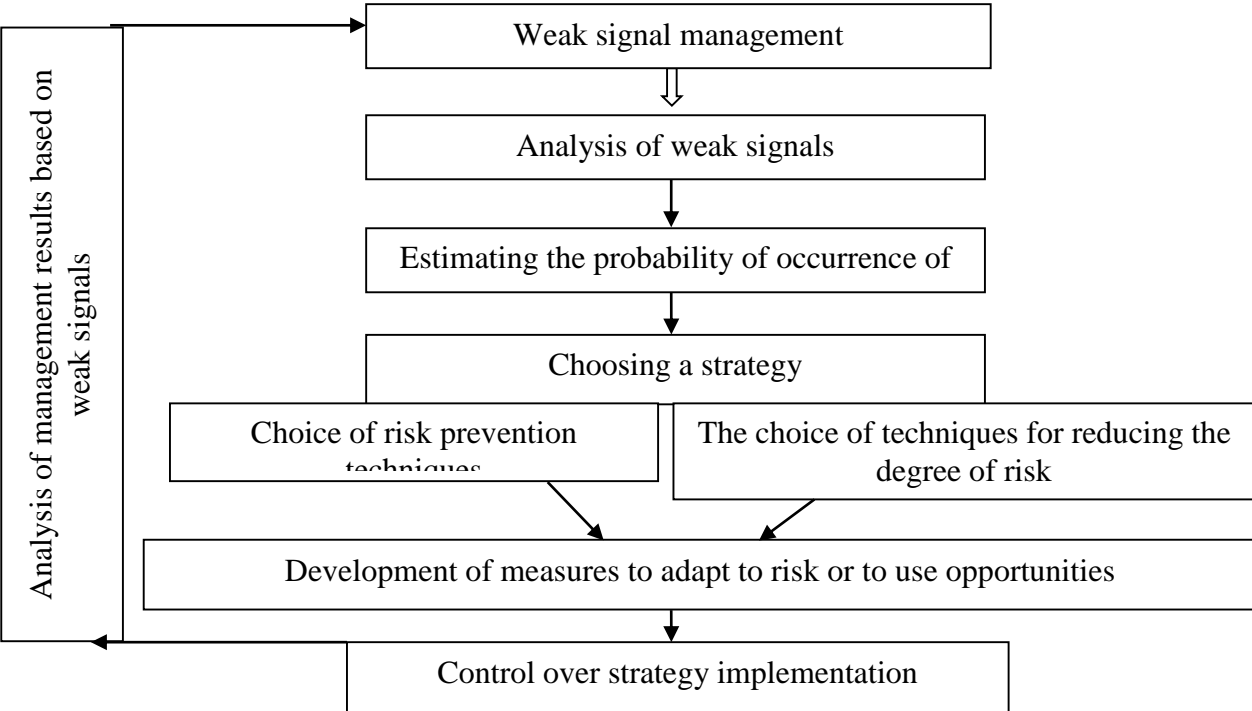 Weak signal management
Analysis of weak signals
Estimating the probability of occurrence of
Choosing a strategy
Choice of risk prevention
techniques
The choice of techniques for reducing the
degree of risk
Development of measures to adapt to risk or to use opportunities
Control over strategy implementation
Analysis of management results based on
weak signals